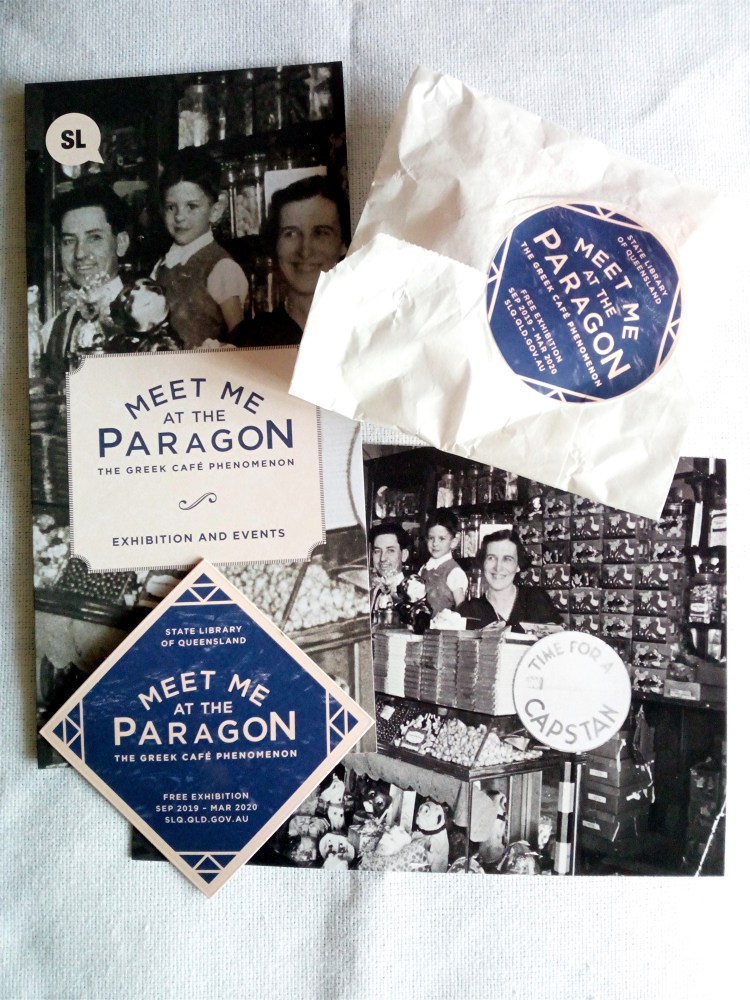 SL
MEET ME
AT THE
PARAGON
THE GREEK CAFÉ PHENOMENON
EXHIBITION AND EVENTS
STATE LIBRARY
OF QUEENSLAND
MEET ME
AT THE
PARAGON
THE GREEK CAFÉ PHENOMENON
FREE EXHIBITION
SEP 2019 - MAR 2020
SLQ.QLD.GOV.AU
TIME FOR A
CAPSTAN
STATE LIBRARY
OF QUEENSLAND
MEET ME
AT THE
PARAGON
THE GREEK CAFÉ PHENOMENON
FREE EXHIBITION
SEP 2019 – MAR 2020
SLQ.QLD.GOV.AU